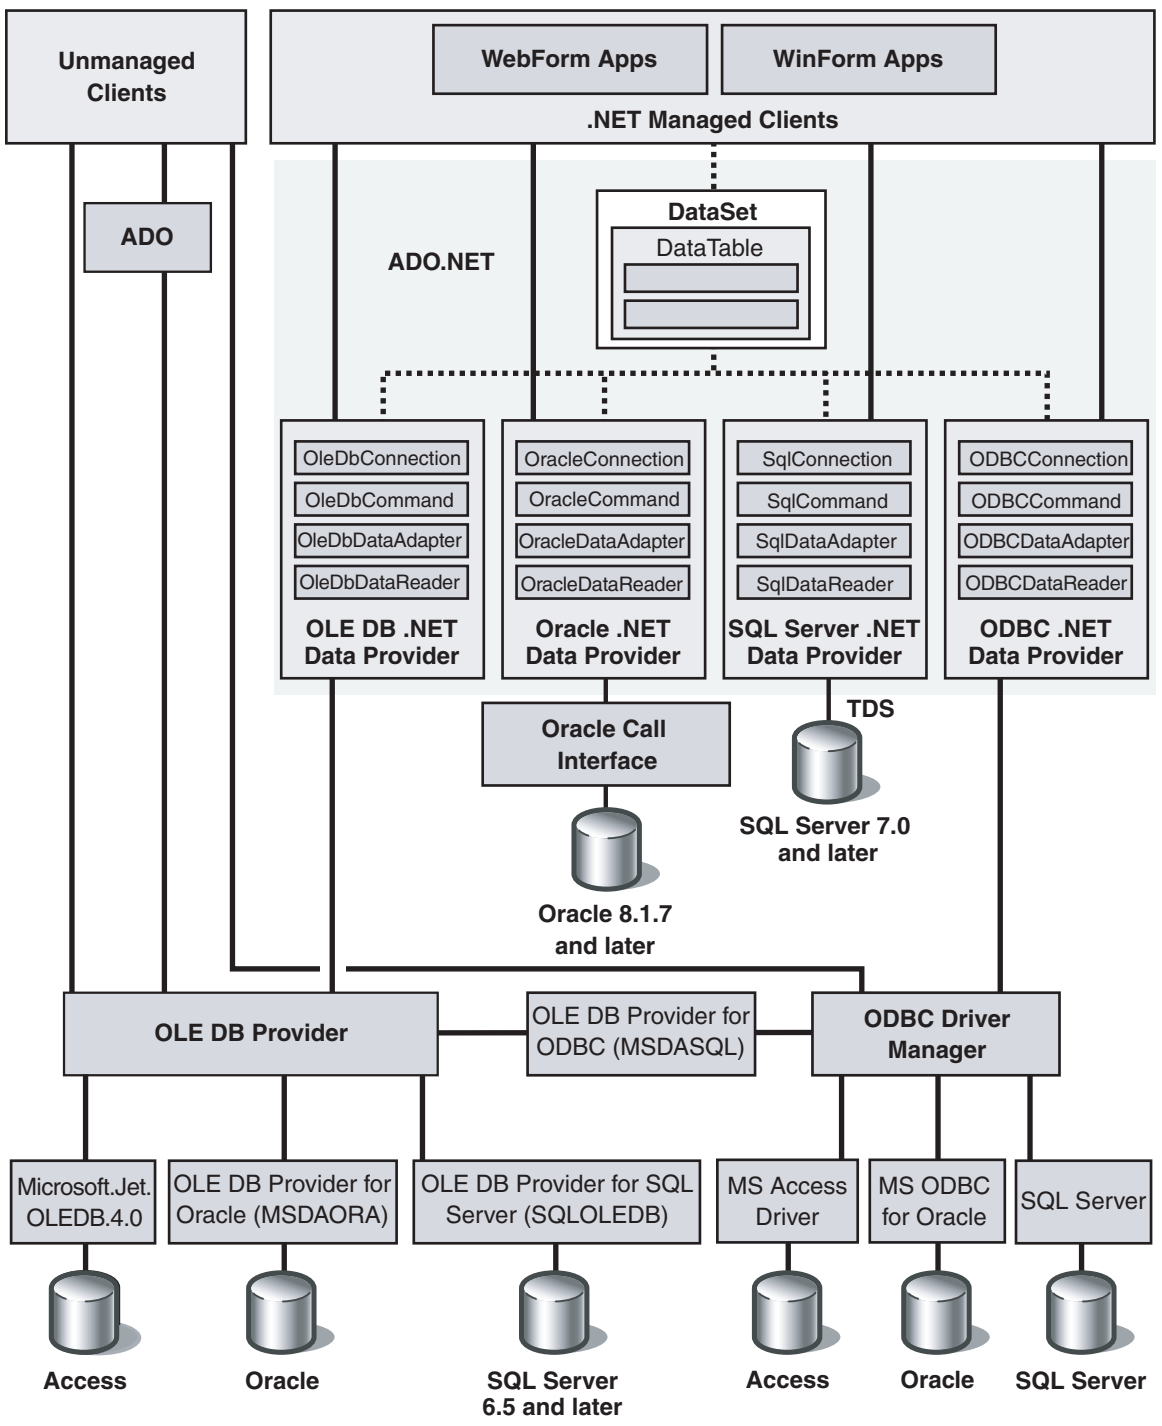 Unmanaged
Clients
WebForm Apps
WinForm Apps
.NET Managed Clients
ADO
ADO.NET
DataSet
DataTable
OleDbConnection
OleDbCommand
OleDbDataAdapter
OleDbDataReader
OLE DB .NET
Data Provider
OracleConnection
OracleCommand
OracleDataAdapter
OracleDataReader
Oracle .NET
Data Provider
SqlConnection
SqlCommand
SqlDataAdapter
SqlDataReader
SQL Server .NET
Data Provider
ODBCConnection
ODBCCommand
ODBCDataAdapter
ODBCDataReader
ODBC .NET
Data Provider
Oracle Call
Interface
TDS
SQL Server 7.0
and later
Oracle 8.1.7
and later
OLE DB Provider
OLE DB Provider for
ODBC (MSDASQL)
ODBC Driver
Manager
Microsoft.Jet.
OLEDB.4.0
OLE DB Provider for
Oracle (MSDAORA)
OLE DB Provider for SQL
Server (SQLOLEDB)
MS Access
Driver
MS ODBC
for Oracle
SQL Server
Access
Oracle
SQL Server
6.5 and later
Access
Oracle
SQL Server